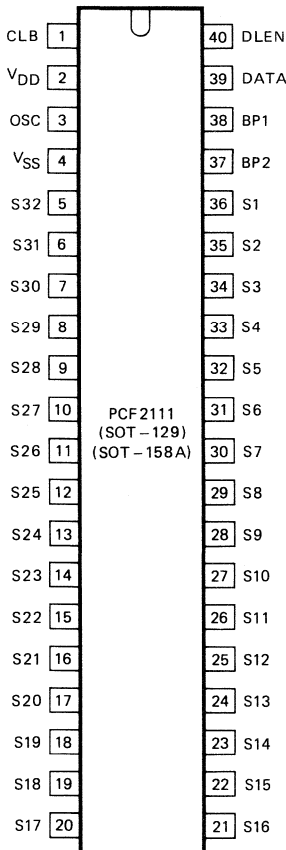 CLB 1 40 DLEN
VDD 2 39 DATA
OSC 3 38 BP1
VSS 4 37 BP2
S32 5 36 S1
S31 6 35 S2
S30 7 34 S3
S29 8 33 S4
S28 9 32 S5
S27 10 31 S6
PCF2111
(SOT-129)
S26 11 30 S7
(SOT-158A)
S25 12 29 S8
S24 13 28 S9
S23 14 27 S10
S22 15 26 S11
S21 16 25 S12
S20 17 24 S13
S19 18 23 S14
S18 19 22 S15
S17 20 21 S16